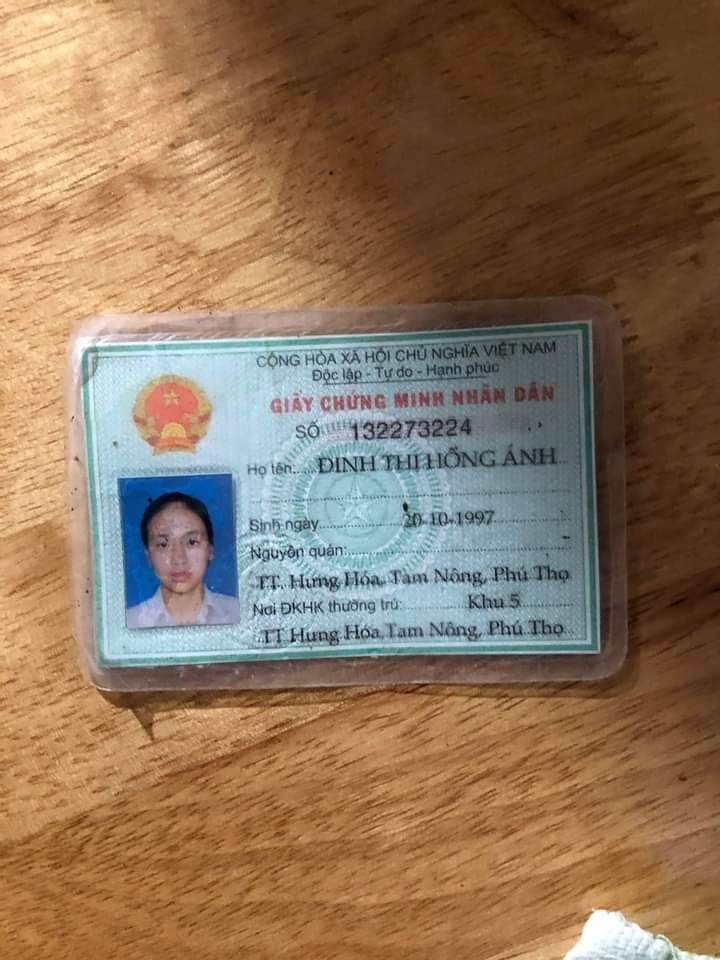 CỘNG HÒA XÃ HỘI CHỦ NGHĨA VIỆT NAM
Độc lập - Tự do - Hạnh phúc
GIẤY CHỨNG MINH NHÂN DÂN
SỐ 132273224
Họ tên: ĐINH THỊ HỒNG ÁNH
Sinh ngày 20-10-1997
Nguyên quán:
TT. Hưng Hóa, Tam Nông, Phú Thọ
Nơi ĐKHK thường trú: Khu 5
TT Hưng Hóa, Tam Nông, Phú Thọ